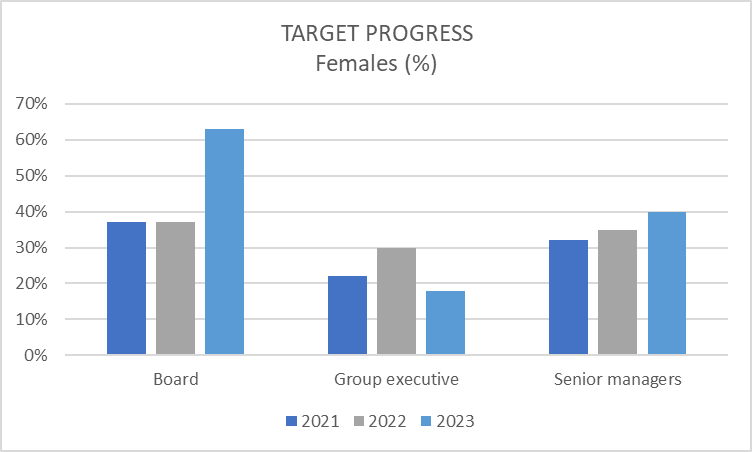 TARGET PROGRESS
Females (%)
70%
60%
50%
40%
30%
20%
10%
0%
Board Group executive Senior managers
2021 2022 2023